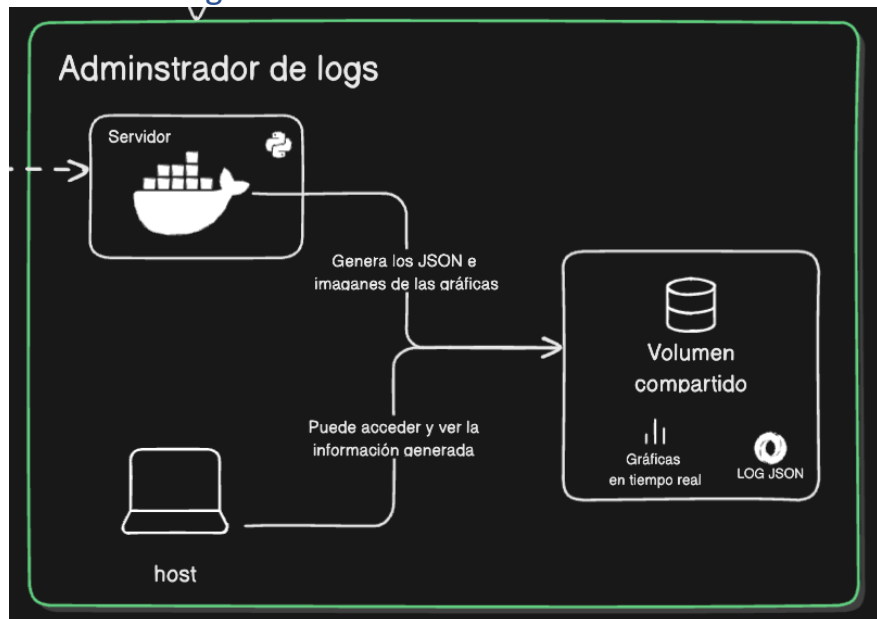 Adminstrador de logs
Servidor
Genera los JSON e
imaganes de las gráficas
Volumen
compartido
Puede acceder y ver la
información generada
Gráficas
en tiempo real
LOG JSON
host